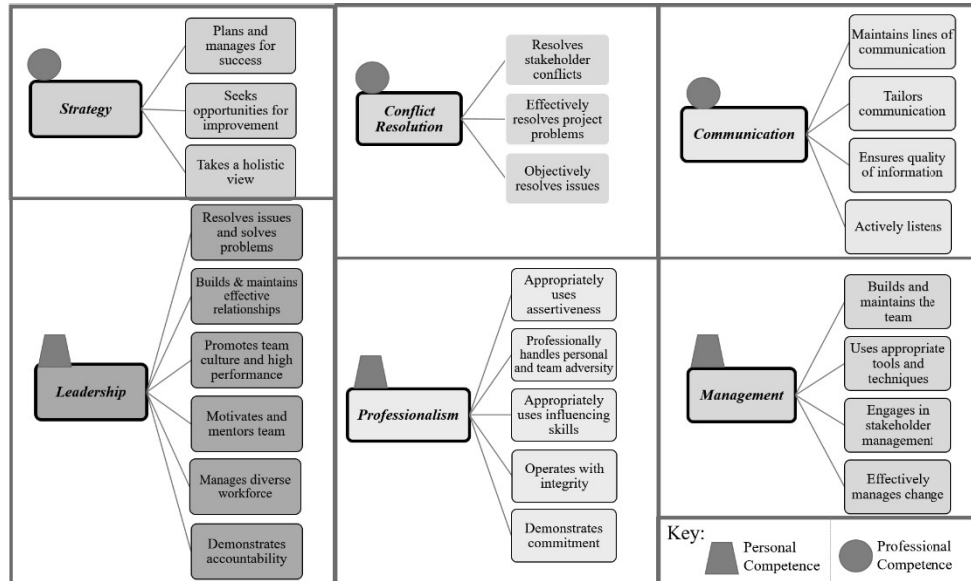 Strategy
Plans and
manages for
success
Seeks
opportunities for
improvement
Takes a holistic
view
Conflict
Resolution
Resolves
stakeholder
conflicts
Effectively
resolves project
problems
Objectively
resolves issues
Communication
Maintains lines of
communication
Tailors
communication
Ensures quality
of information
Actively listens
Leadership
Resolves issues
and solves
problems
Builds & maintains
effective
relationships
Promotes team
culture and high
performance
Motivates and
mentors team
Manages diverse
workforce
Demonstrates
accountability
Professionalism
Appropriately
uses
assertiveness
Professionally
handles personal
and team adversity
Appropriately
uses influencing
skills
Operates with
integrity
Demonstrates
commitment
Management
Builds and
maintains the
team
Uses appropriate
tools and
techniques
Engages in
stakeholder
management
Effectively
manages change
Key:
Personal
Competence
Professional
Competence